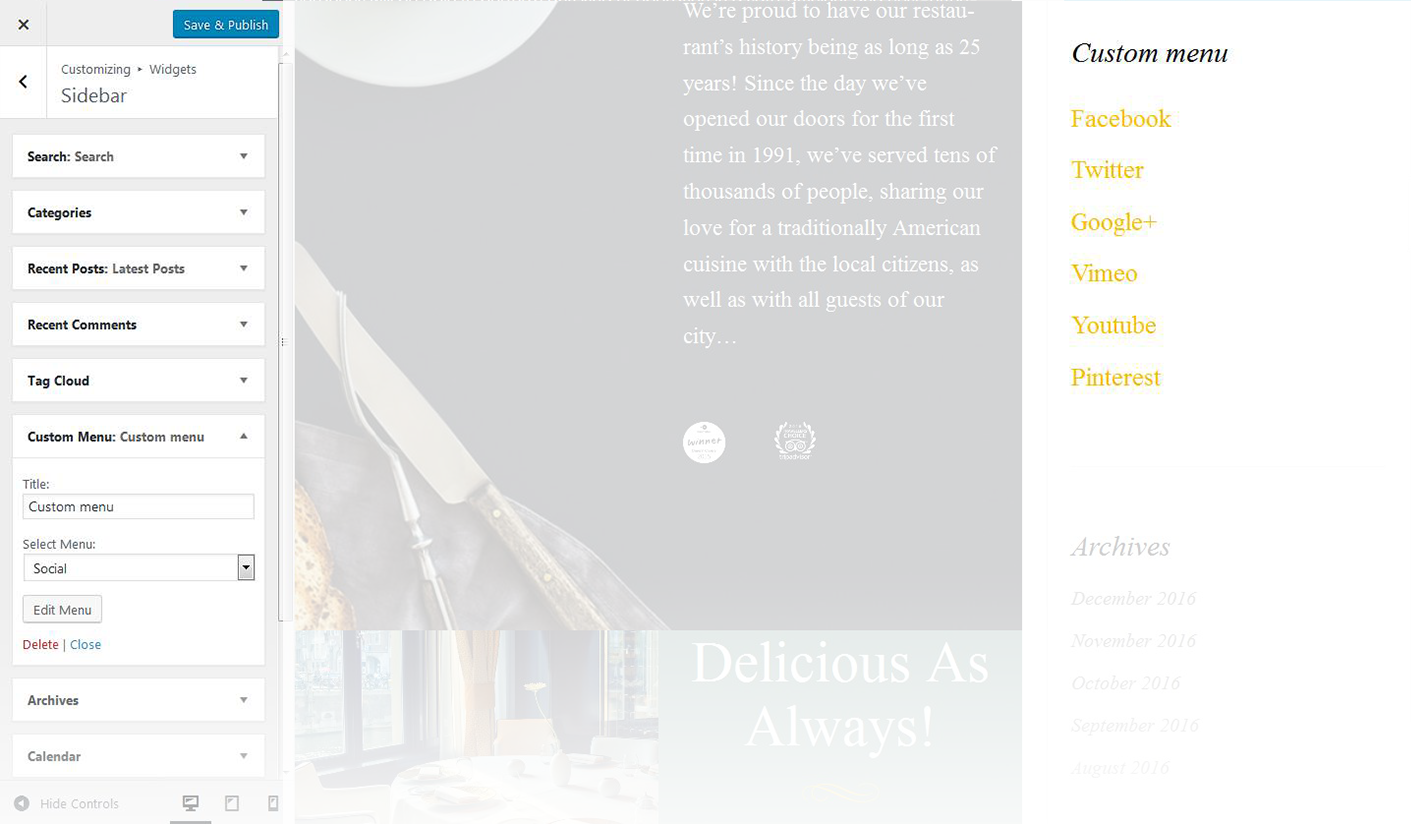 Save & Publish
Customizing ▸ Widgets
Sidebar
Search: Search
Categories
Recent Posts: Latest Posts
Recent Comments
Tag Cloud
Custom Menu: Custom menu
Title:
Custom menu
Select Menu:
Social
Edit Menu
Delete | Close
Archives
Calendar
Hide Controls
We’re proud to have our restau-
rant’s history being as long as 25
years! Since the day we’ve
opened our doors for the first
time in 1991, we’ve served tens of
thousands of people, sharing our
love for a traditionally American
cuisine with the local citizens, as
well as with all guests of our
city…
winner
CHOICE
Delicious As
Always!
Custom menu
Facebook
Twitter
Google+
Vimeo
Youtube
Pinterest
Archives
December 2016
November 2016
October 2016
September 2016
August 2016